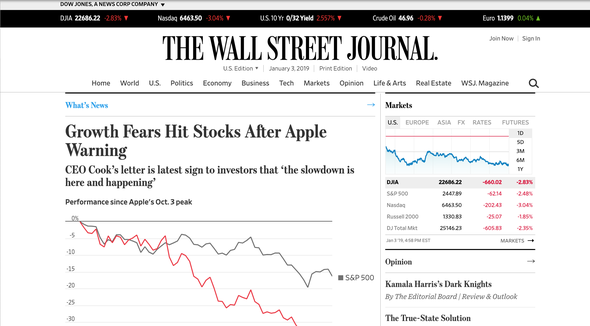 DOW JONES, A NEWS CORP COMPANY
DJIA 22686.22 -2.83% Nasdaq 6463.50 -3.04% U.S. 10 Yr 0/32 Yield 2.557% Crude Oil 46.96 -0.28% Euro 1.1399 0.04%
THE WALL STREET JOURNAL.
Join Now | Sign In
U.S. Edition | January 3, 2019 | Print Edition | Video
Home World U.S. Politics Economy Business Tech Markets Opinion Life & Arts Real Estate WSJ. Magazine
What's News
Growth Fears Hit Stocks After Apple
Warning
CEO Cook's letter is latest sign to investors that 'the slowdown is
here and happening'
Performance since Apple's Oct. 3 peak
0%
-5
-10
-15
-20
-25
-30
S&P 500
Markets
U.S. EUROPE ASIA FX RATES FUTURES
1D
5D
3M
6M
1Y
DJIA 22686.22 -660.02 -2.83%
S&P 500 2447.89 -62.14 -2.48%
Nasdaq 6463.50 -202.43 -3.04%
Russell 2000 1330.83 -25.07 -1.85%
DJ Total Mkt 25146.23 -605.83 -2.35%
Jan 3 '19, 4:58 PM EST MARKETS
Opinion
Kamala Harris's Dark Knights
By The Editorial Board | Review & Outlook
The True-State Solution